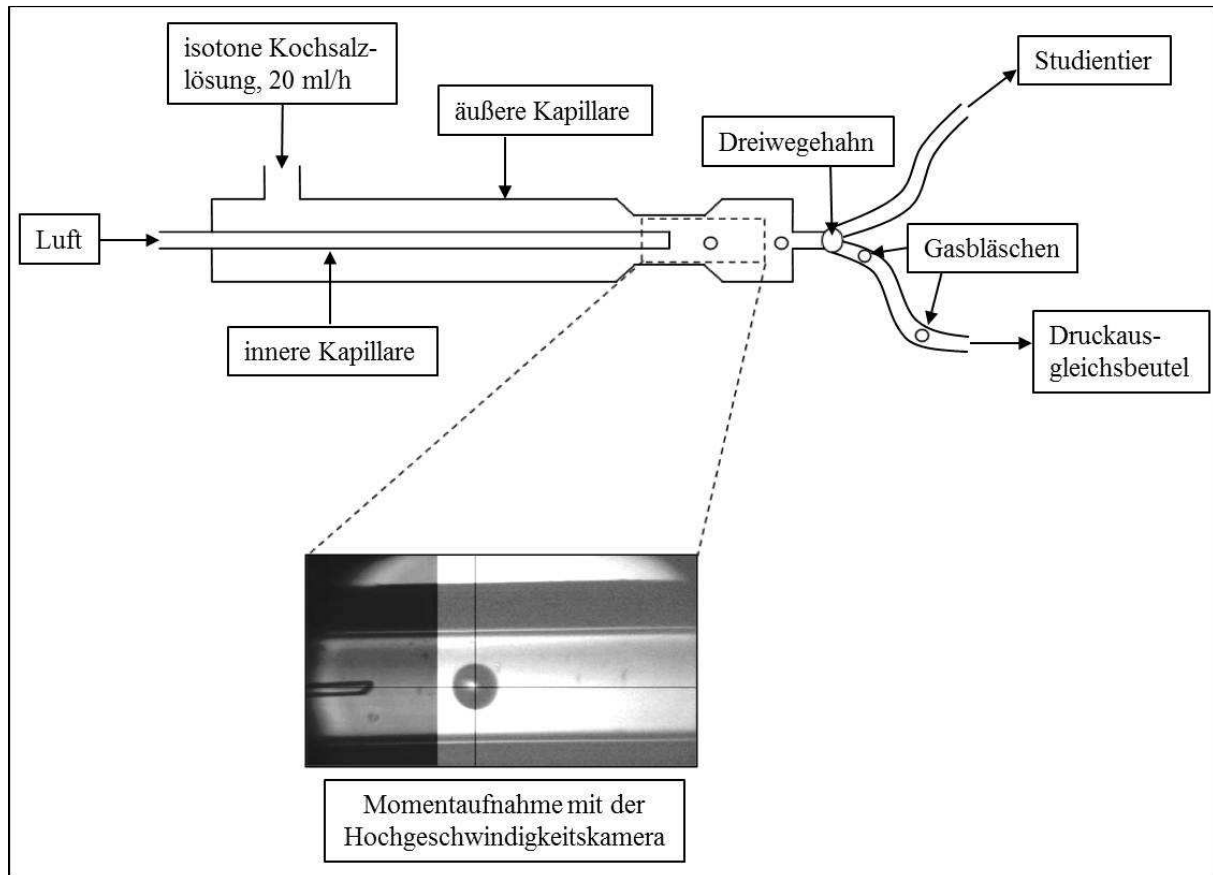 isotone Kochsalz-
lösung, 20 ml/h
äußere Kapillare
Studientier
Dreiwegehahn
Luft
Gasbläschen
innere Kapillare
Druckaus-
gleichsbeutel
Momentaufnahme mit der
Hochgeschwindigkeitskamera